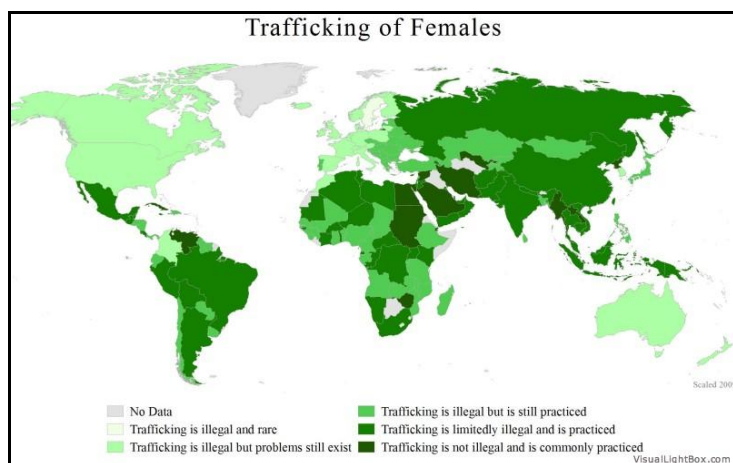 Trafficking of Females
Scaled 200
No Data
Trafficking is illegal and rare
Trafficking is illegal but problems still exist
Trafficking is illegal but is still practiced
Trafficking is limitedly illegal and is practiced
Trafficking is not illegal and is commonly practiced
VisualLightBox.com